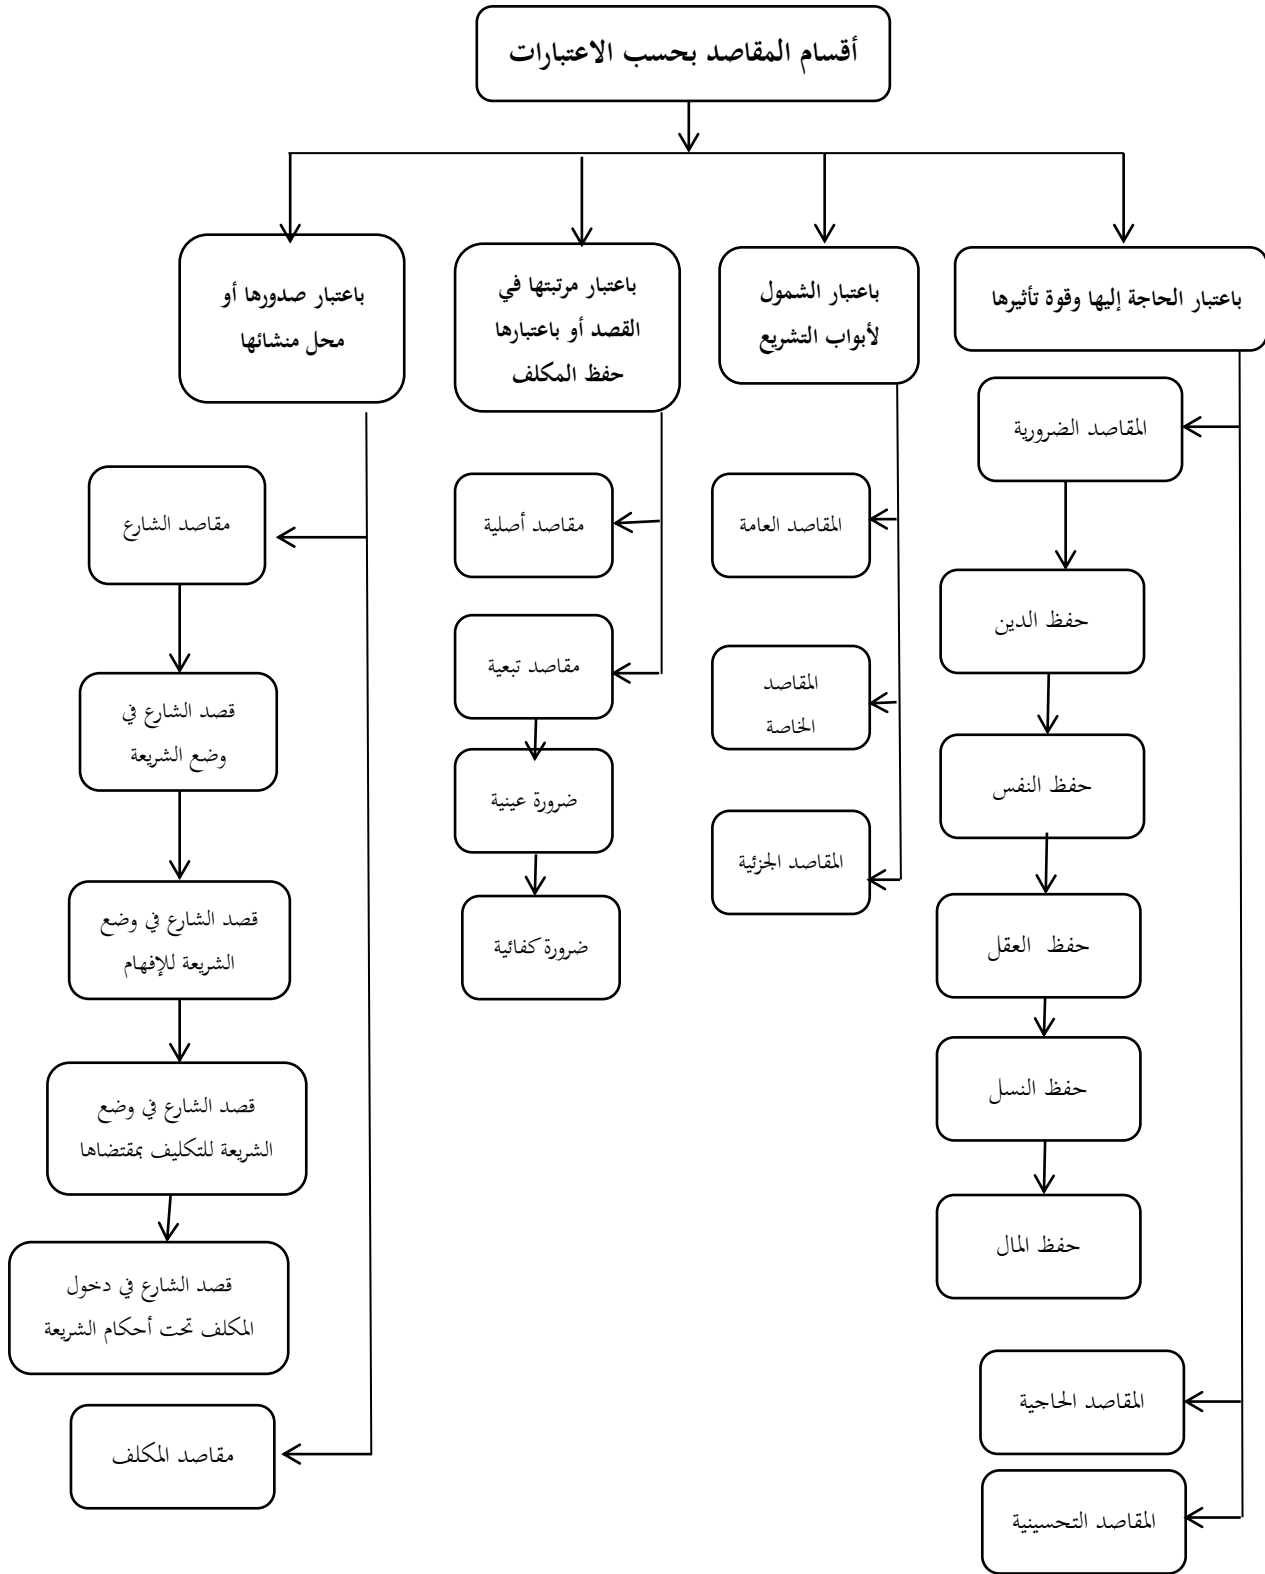 أقسام المقاصد بحسب الاعتبارات
باعتبار الحاجة إليها وقوة تأثيرها
المقاصد الضرورية
حفظ الدين
حفظ النفس
حفظ العقل
حفظ النسل
حفظ المال
المقاصد الحاجية
المقاصد التحسينية
باعتبار الشمول
لأبواب التشريع
المقاصد العامة
المقاصد
الخاصة
المقاصد الجزئية
باعتبار مرتبتها في
القصد أو باعتبارها
حفظ المكلف
مقاصد أصلية
مقاصد تبعية
ضرورة عينية
ضرورة كفائية
باعتبار صدورها أو
محل منشائها
مقاصد الشارع
قصد الشارع في
وضع الشريعة
قصد الشارع في وضع
الشريعة للإفهام
قصد الشارع في وضع
الشريعة للتكليف بمقتضاها
قصد الشارع في دخول
المكلف تحت أحكام الشريعة
مقاصد المكلف